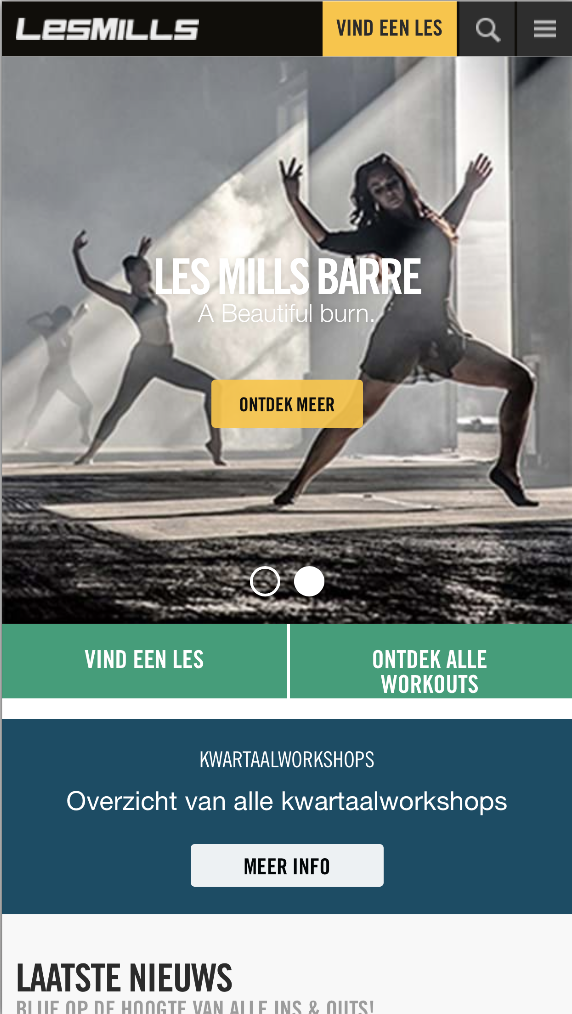 LESMILLS
VIND EEN LES
LES MILLS BARRE
A Beautiful burn.
ONTDEK MEER
VIND EEN LES
ONTDEK ALLE
WORKOUTS
KWARTAALWORKSHOPS
Overzicht van alle kwartaalworkshops
MEER INFO
LAATSTE NIEUWS
BLIJF OP DE HOOGTE VAN ALLE INS & OUTS!